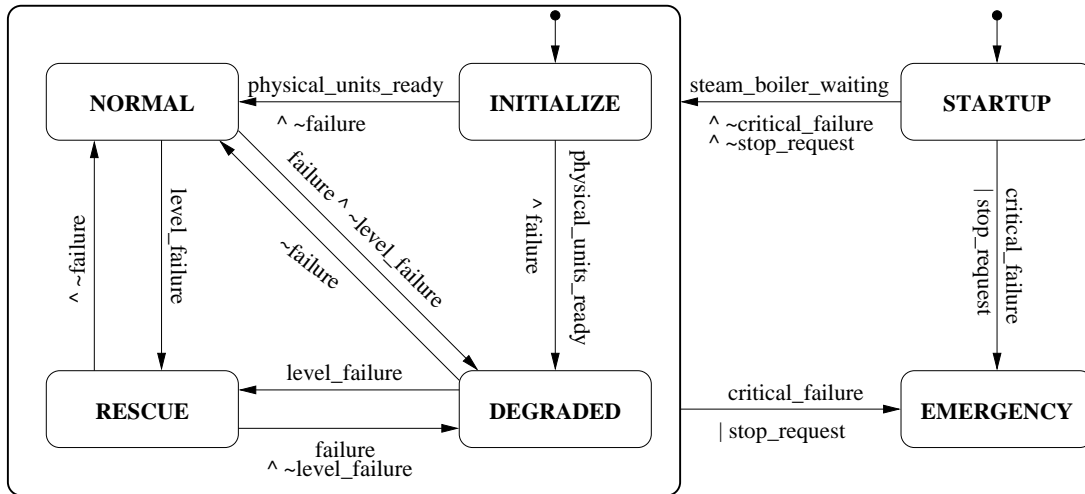 NORMAL
physical_units_ready
^ ~failure
INITIALIZE
steam_boiler_waiting
^ ~critical_failure
^ ~stop_request
STARTUP
^ ~failure
level_failure
failure ^ ~level_failure
~failure
physical_units_ready
^ failure
critical_failure
| stop_request
RESCUE
level_failure
failure
^ ~level_failure
DEGRADED
critical_failure
| stop_request
EMERGENCY